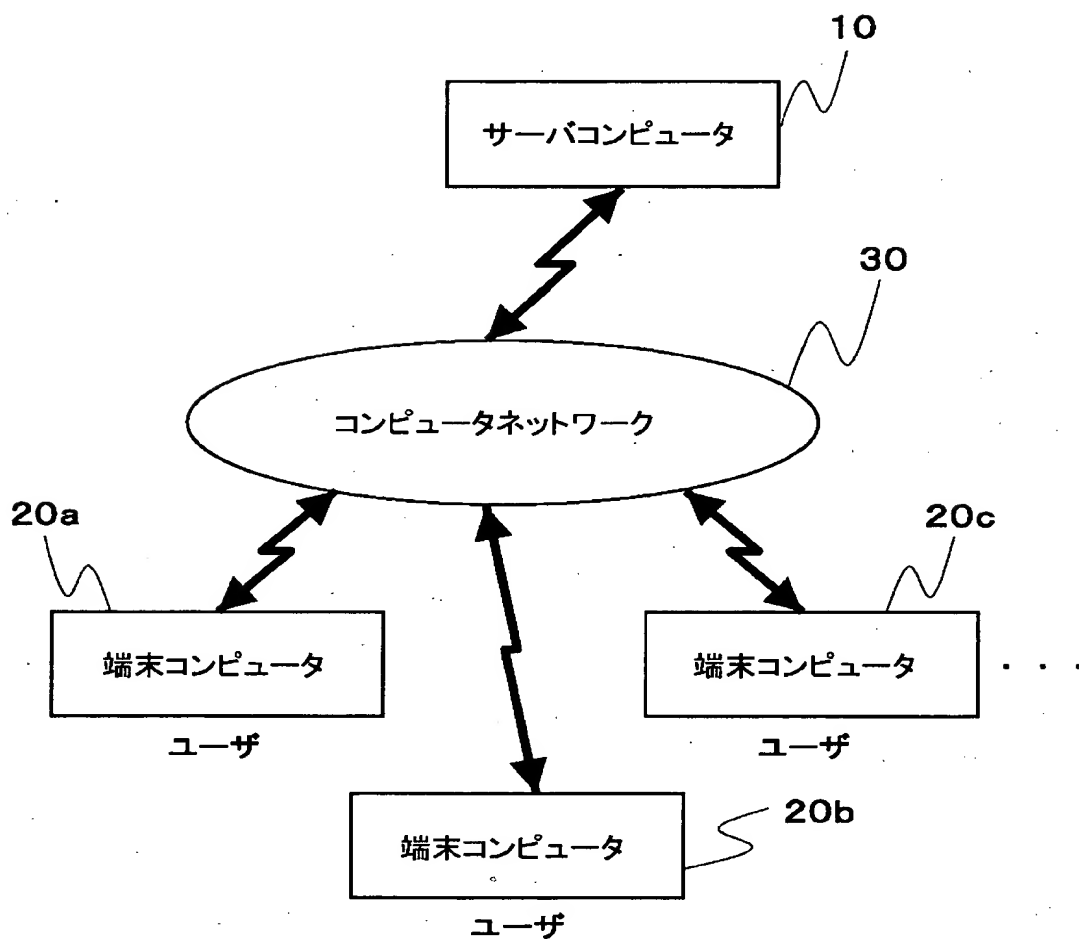 10
サーバコンピュータ
30
コンピュータネットワーク
20a
20c
端末コンピュータ
端末コンピュータ
・・・
ユーザ
ユーザ
20b
端末コンピュータ
ユーザ